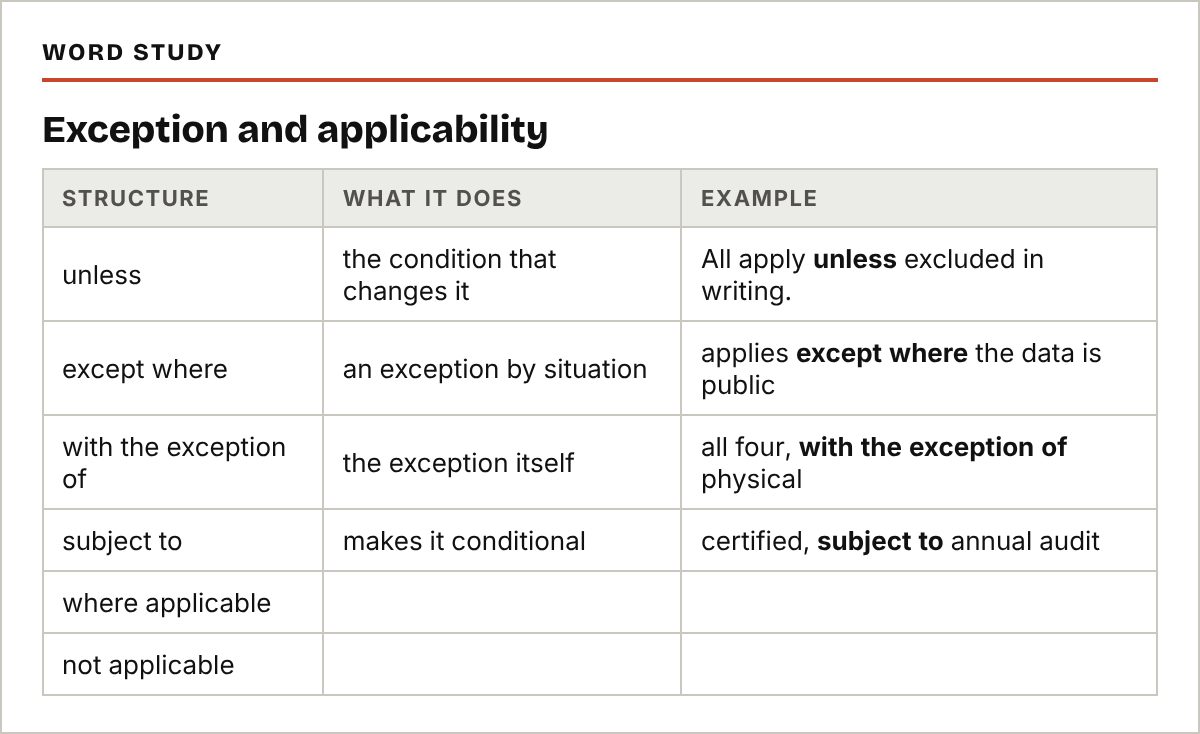 WORD STUDY
Exception and applicability
STRUCTURE
WHAT IT DOES
EXAMPLE
unless
the condition that
changes it
All apply unless excluded in
writing.
except where
an exception by situation
applies except where the data is
public
with the exception
of
the exception itself
all four, with the exception of
physical
subject to
makes it conditional
certified, subject to annual audit
where applicable
not applicable